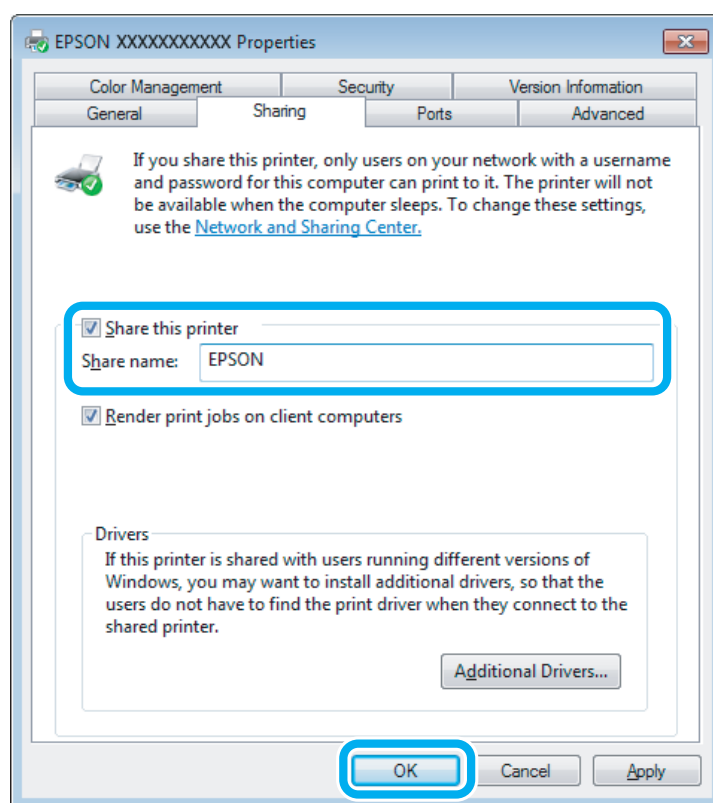 EPSON XXXXXXXXXXX Properties
Color Management Security Version Information
General Sharing Ports Advanced
If you share this printer, only users on your network with a username
and password for this computer can print to it. The printer will not
be available when the computer sleeps. To change these settings,
use the Network and Sharing Center.
Share this printer
Share name: EPSON
Render print jobs on client computers
Drivers
If this printer is shared with users running different versions of
Windows, you may want to install additional drivers, so that the
users do not have to find the print driver when they connect to the
shared printer.
Additional Drivers...
OK Cancel Apply